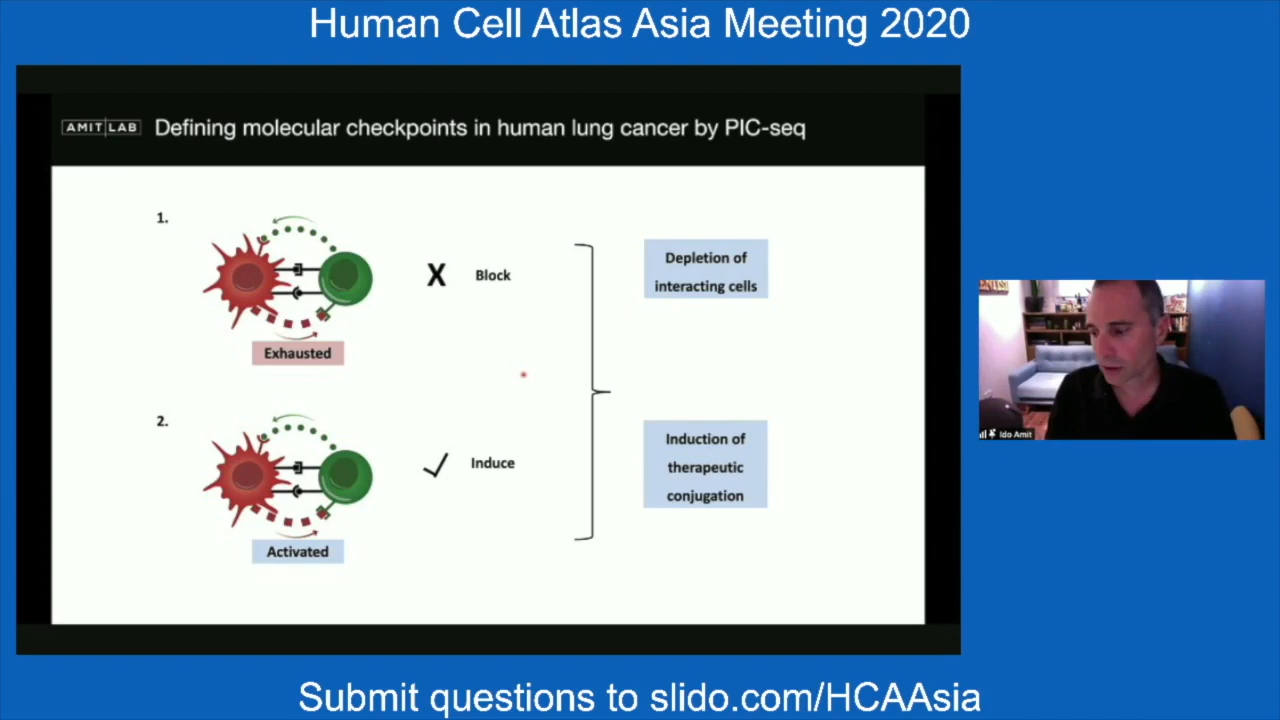 Human Cell Atlas Asia Meeting 2020
AMIT LAB Defining molecular checkpoints in human lung cancer by PIC-seq
1.
X Block
Exhausted
2.
Induce
Activated
Depletion of
interacting cells
Induction of
therapeutic
conjugation
Ido Amit
Submit questions to slido.com/HCAAsia